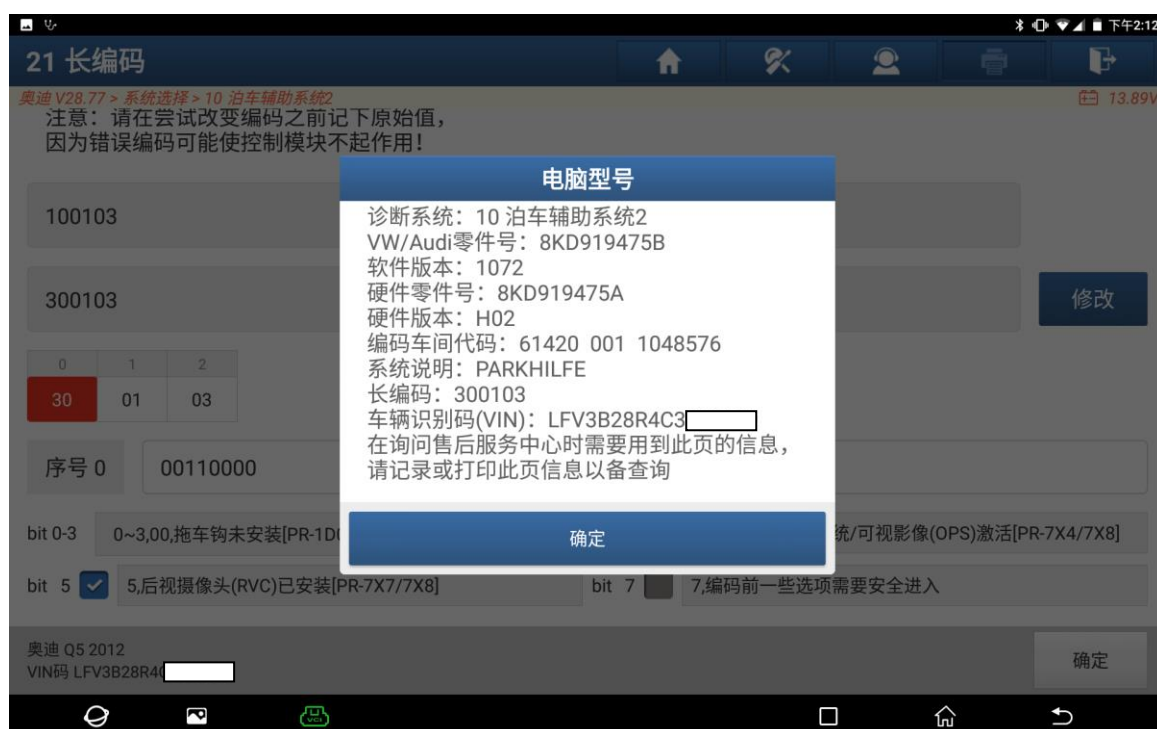 下午2:12
21 长编码
奥迪 V28.77 > 系统选择 > 10 泊车辅助系统2
13.89V
注意：请在尝试改变编码之前记下原始值，
因为错误编码可能使控制模块不起作用！
100103
300103
修改
0 1 2
30 01 03
序号 0 00110000
bit 0-3 0~3,00,拖车钩未安装[PR-1D
统/可视影像(OPS)激活[PR-7X4/7X8]
bit 5 5,后视摄像头(RVC)已安装[PR-7X7/7X8]
bit 7 7,编码前一些选项需要安全进入
电脑型号
诊断系统：10 泊车辅助系统2
VW/Audi零件号：8KD919475B
软件版本：1072
硬件零件号：8KD919475A
硬件版本：H02
编码车间代码：61420 001 1048576
系统说明：PARKHILFE
长编码：300103
车辆识别码(VIN)：LFV3B28R4C3
在询问售后服务中心时需要用到此页的信息，
请记录或打印此页信息以备查询
确定
奥迪 Q5 2012
VIN码 LFV3B28R4
确定
VCI